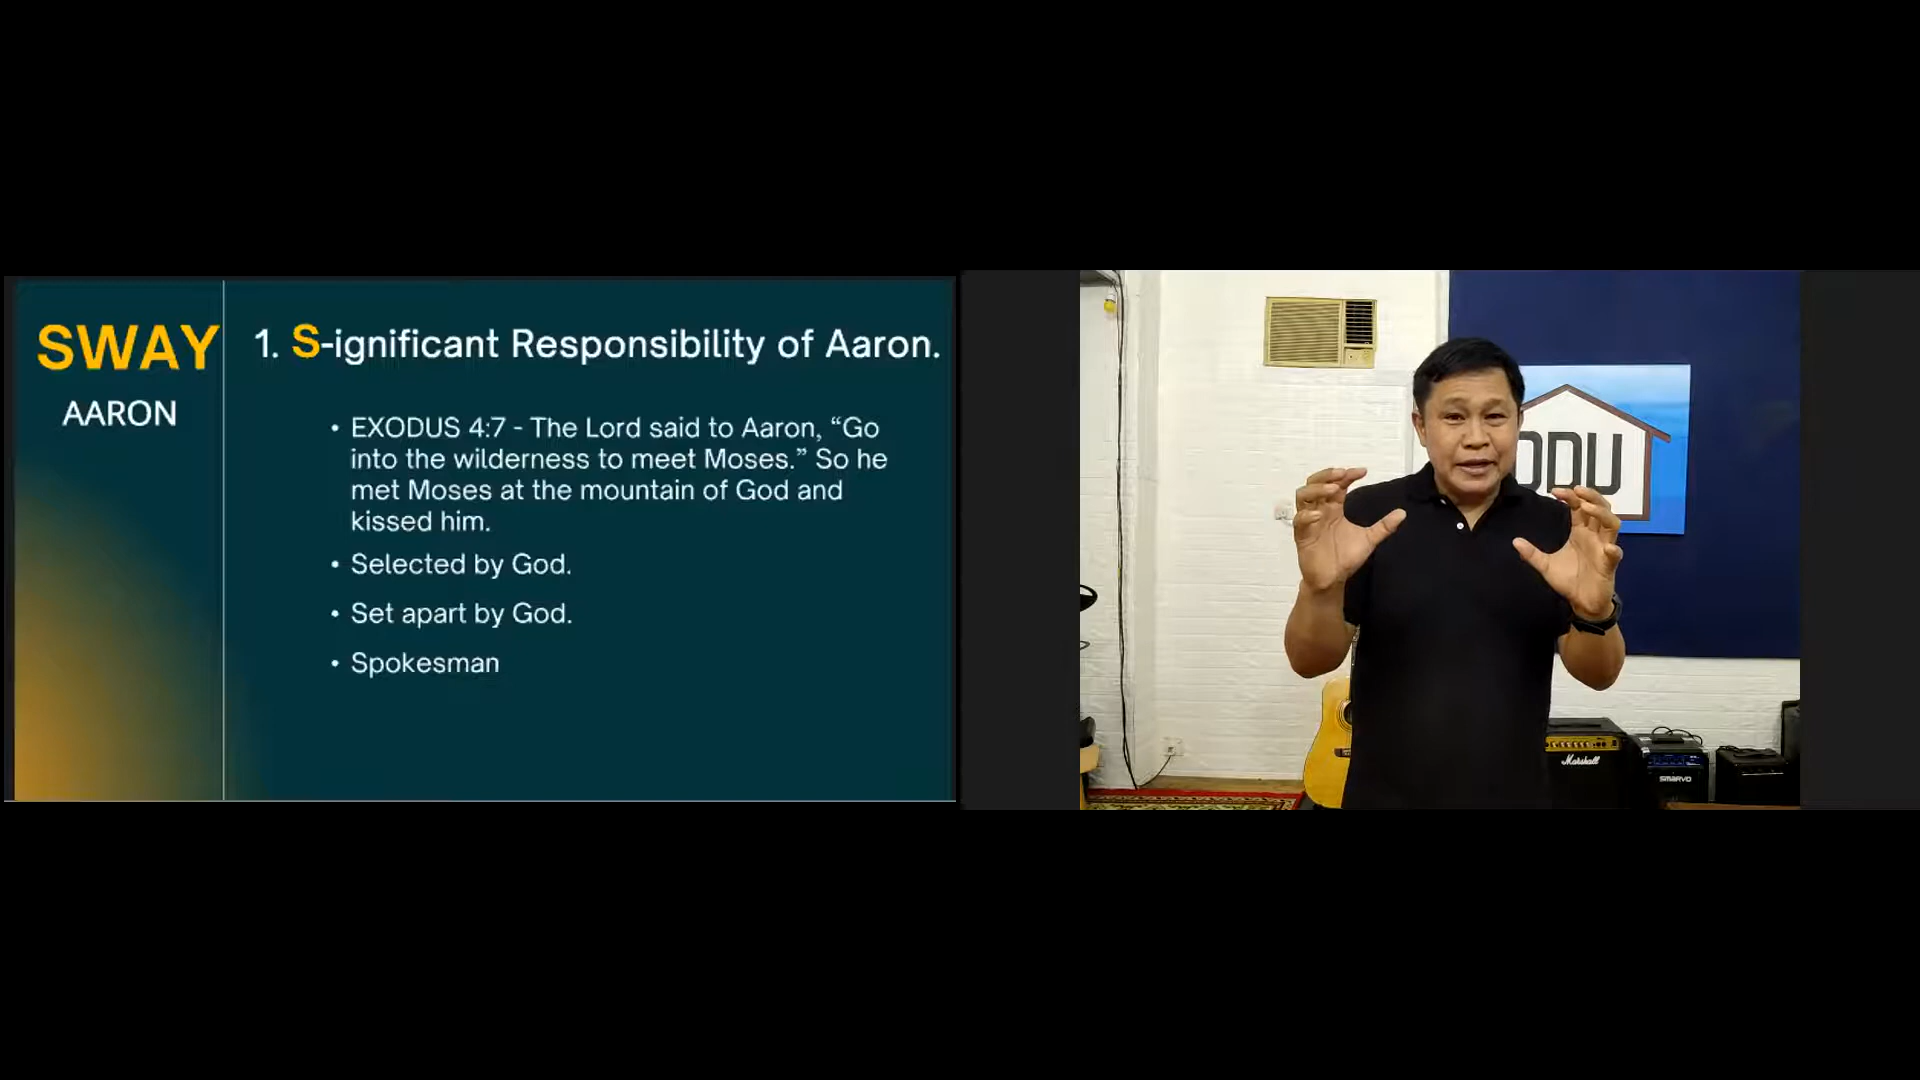 SWAY
AARON
1. S-ignificant Responsibility of Aaron.
• EXODUS 4:7 - The Lord said to Aaron, “Go
into the wilderness to meet Moses.” So he
met Moses at the mountain of God and
kissed him.
• Selected by God.
• Set apart by God.
• Spokesman
Marshall